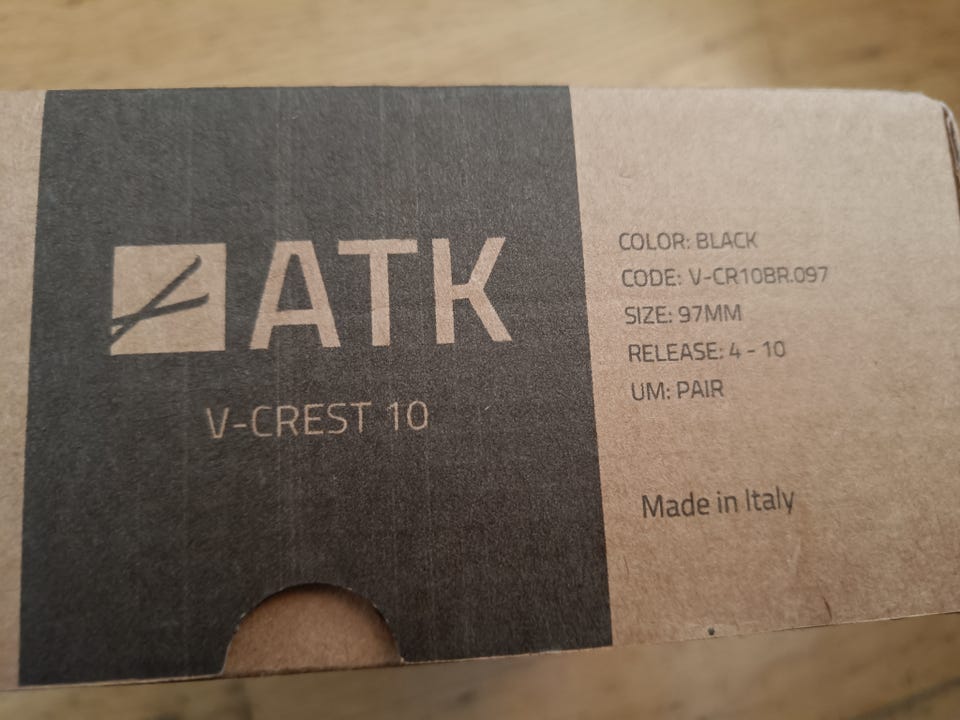 ATK
V-CREST 10
COLOR: BLACK
CODE: V-CR10BR.097
SIZE: 97MM
RELEASE: 4 - 10
UM: PAIR
Made in Italy